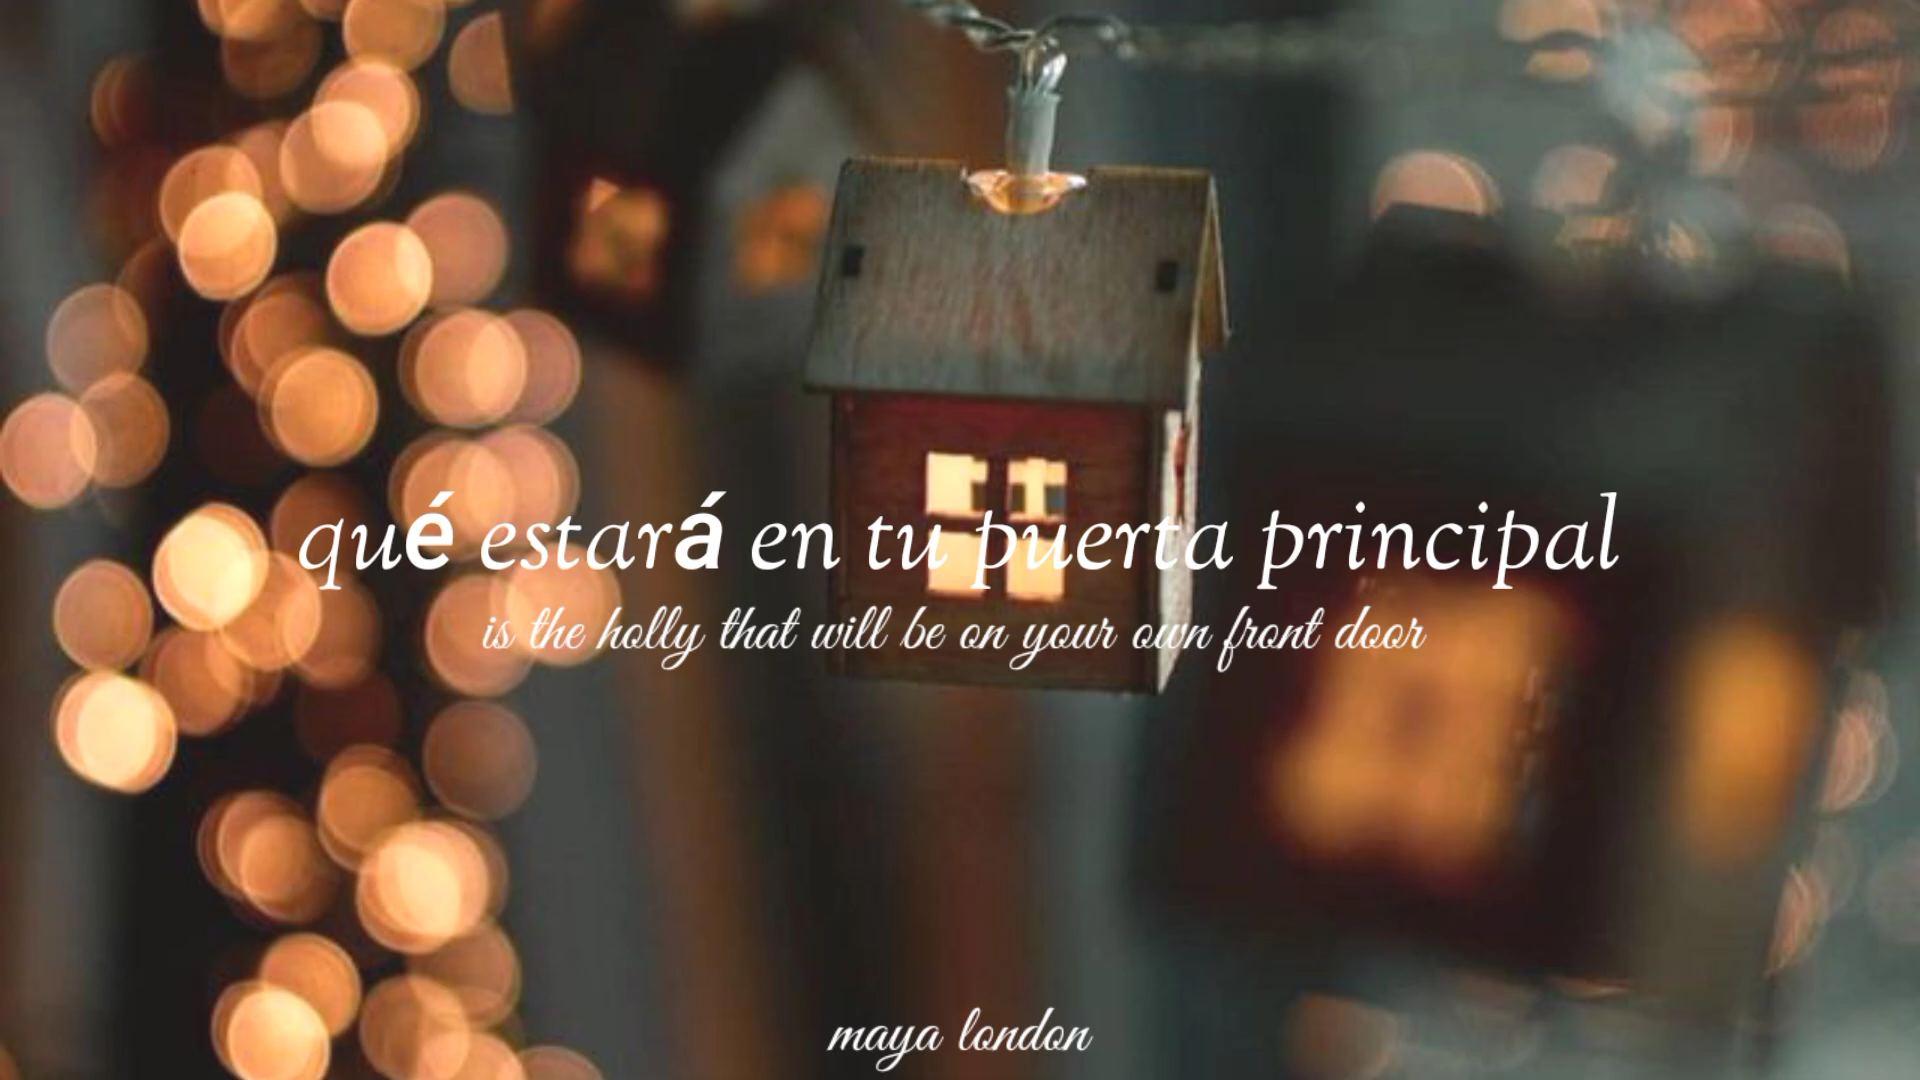 qué estará en tu puerta principal
is the holly that will be on your own front door
maya london